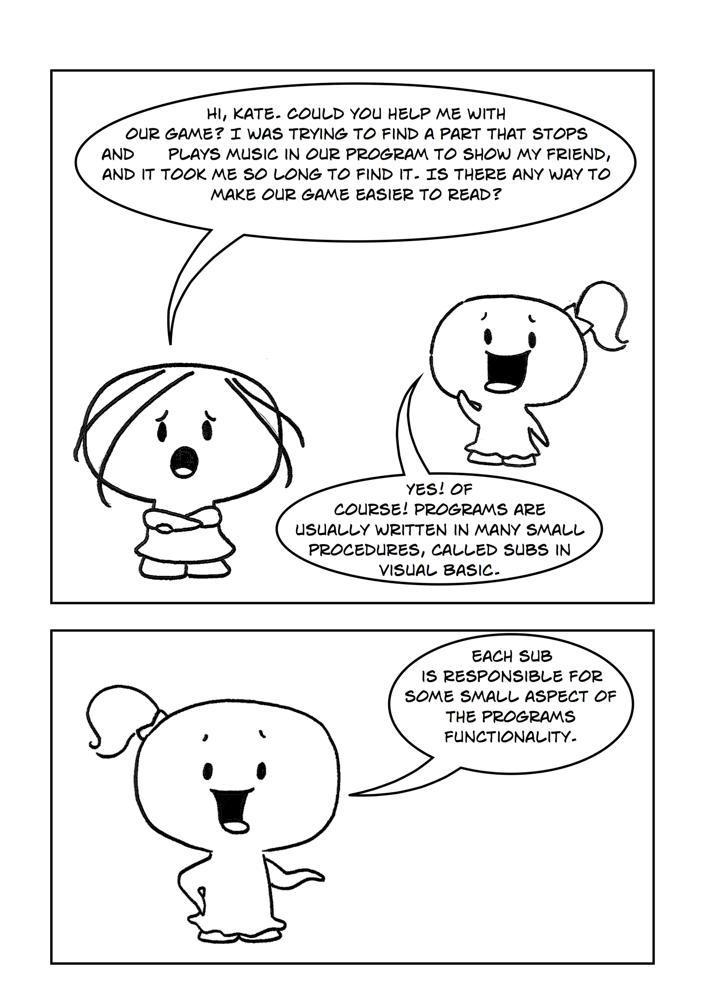 HI, KATE. COULD YOU HELP ME WITH
OUR GAME? I WAS TRYING TO FIND A PART THAT STOPS
AND PLAYS MUSIC IN OUR PROGRAM TO SHOW MY FRIEND,
AND IT TOOK ME SO LONG TO FIND IT. IS THERE ANY WAY TO
MAKE OUR GAME EASIER TO READ?
YES! OF
COURSE! PROGRAMS ARE
USUALLY WRITTEN IN MANY SMALL
PROCEDURES, CALLED SUBS IN
VISUAL BASIC.
EACH SUB
IS RESPONSIBLE FOR
SOME SMALL ASPECT OF
THE PROGRAMS
FUNCTIONALITY.